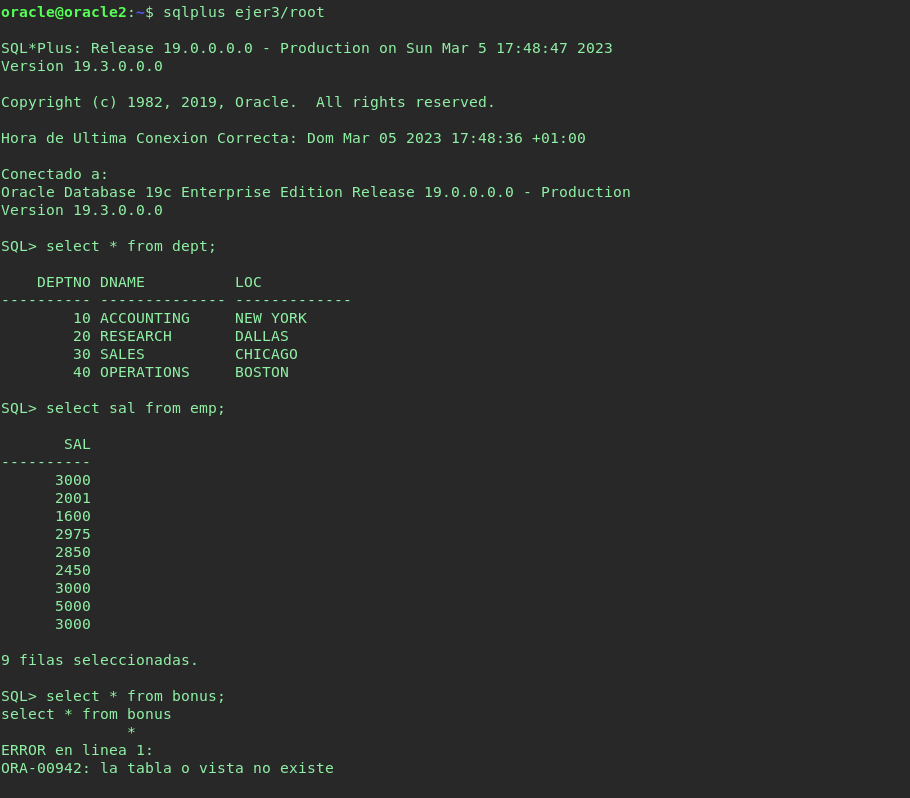 oracle@oracle2:~$ sqlplus ejer3/root

SQL*Plus: Release 19.0.0.0.0 - Production on Sun Mar 5 17:48:47 2023
Version 19.3.0.0.0

Copyright (c) 1982, 2019, Oracle.  All rights reserved.

Hora de Ultima Conexion Correcta: Dom Mar 05 2023 17:48:36 +01:00

Conectado a:
Oracle Database 19c Enterprise Edition Release 19.0.0.0.0 - Production
Version 19.3.0.0.0

SQL> select * from dept;

    DEPTNO DNAME          LOC
---------- -------------- -------------
        10 ACCOUNTING     NEW YORK
        20 RESEARCH       DALLAS
        30 SALES          CHICAGO
        40 OPERATIONS     BOSTON

SQL> select sal from emp;

       SAL
----------
      3000
      2001
      1600
      2975
      2850
      2450
      3000
      5000
      3000

9 filas seleccionadas.

SQL> select * from bonus;
select * from bonus
              *
ERROR en linea 1:
ORA-00942: la tabla o vista no existe